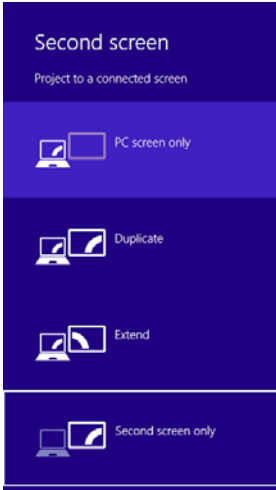 Second screen
Project to a connected screen
PC screen only
Duplicate
Extend
Second screen only